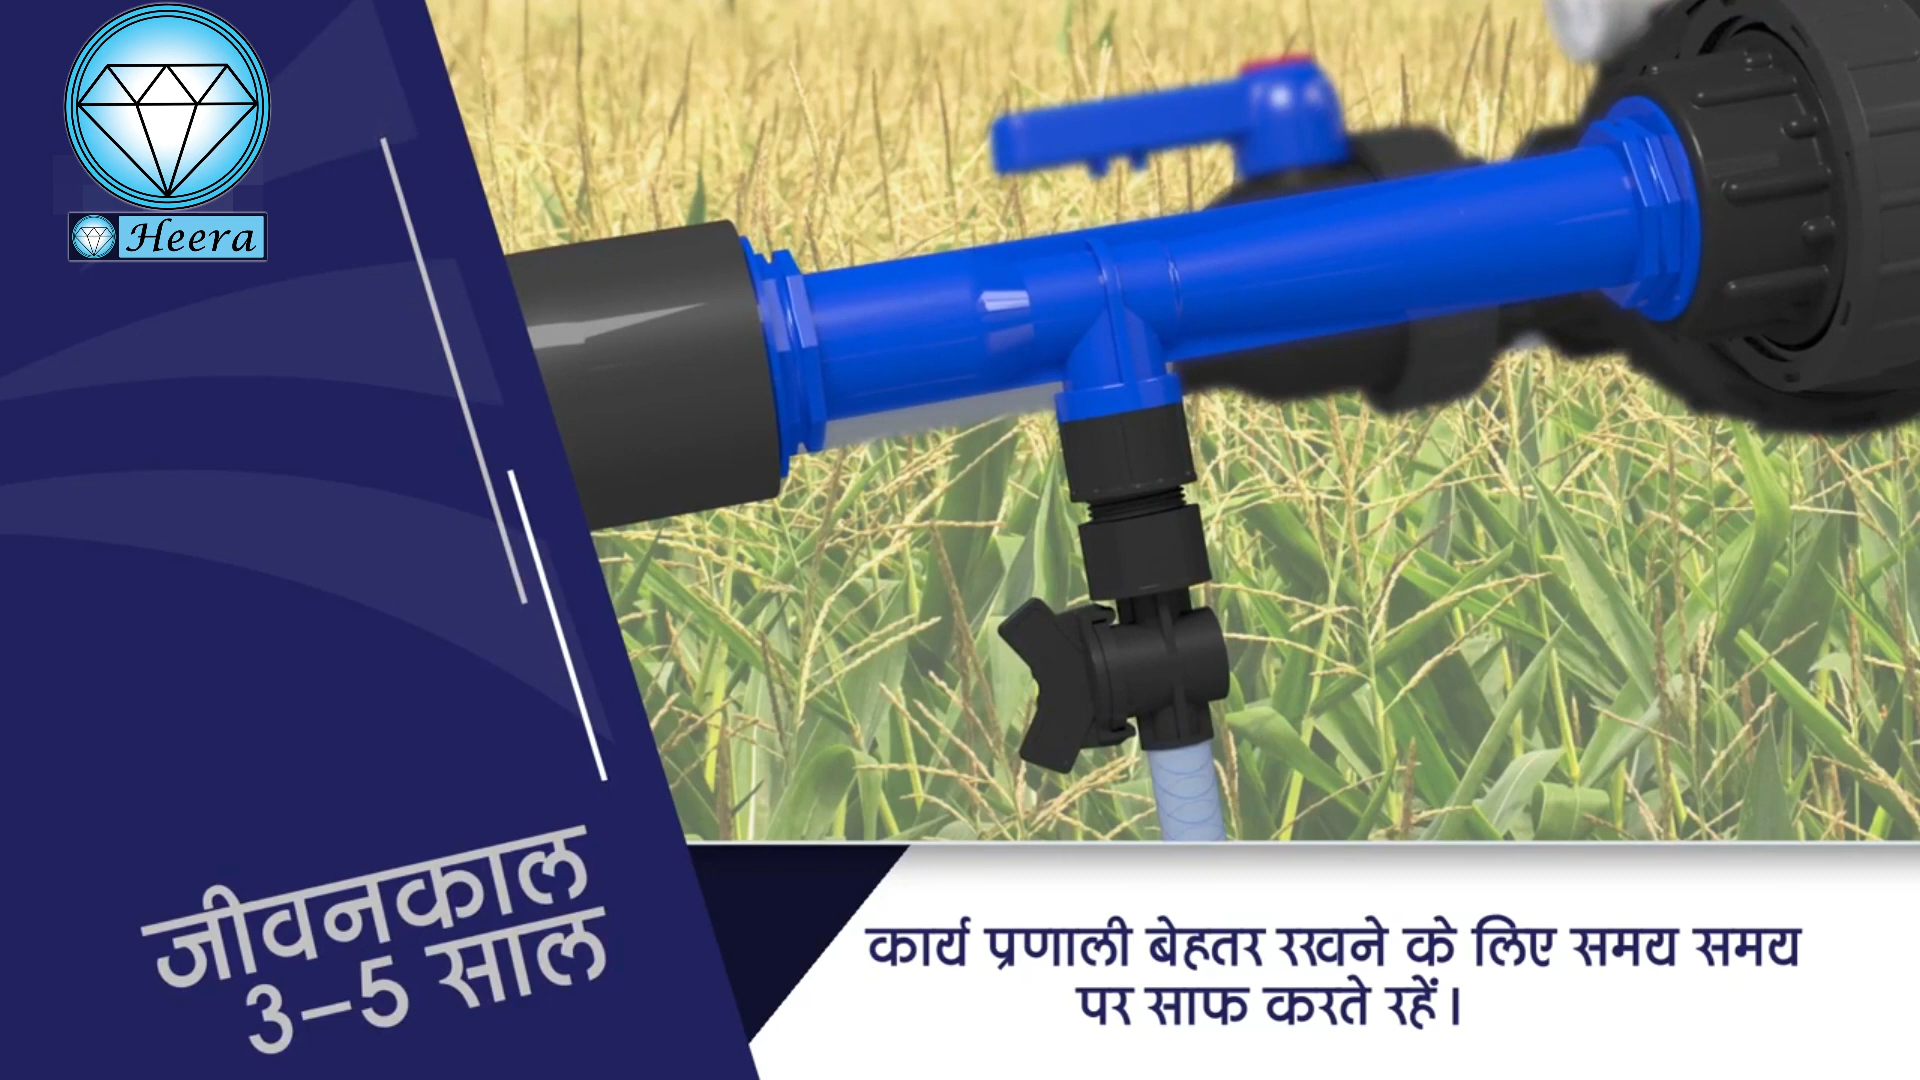 Heera
जीवनकाल
3-5 साल
कार्य प्रणाली बेहतर रखने के लिए समय समय
पर साफ करते रहें।